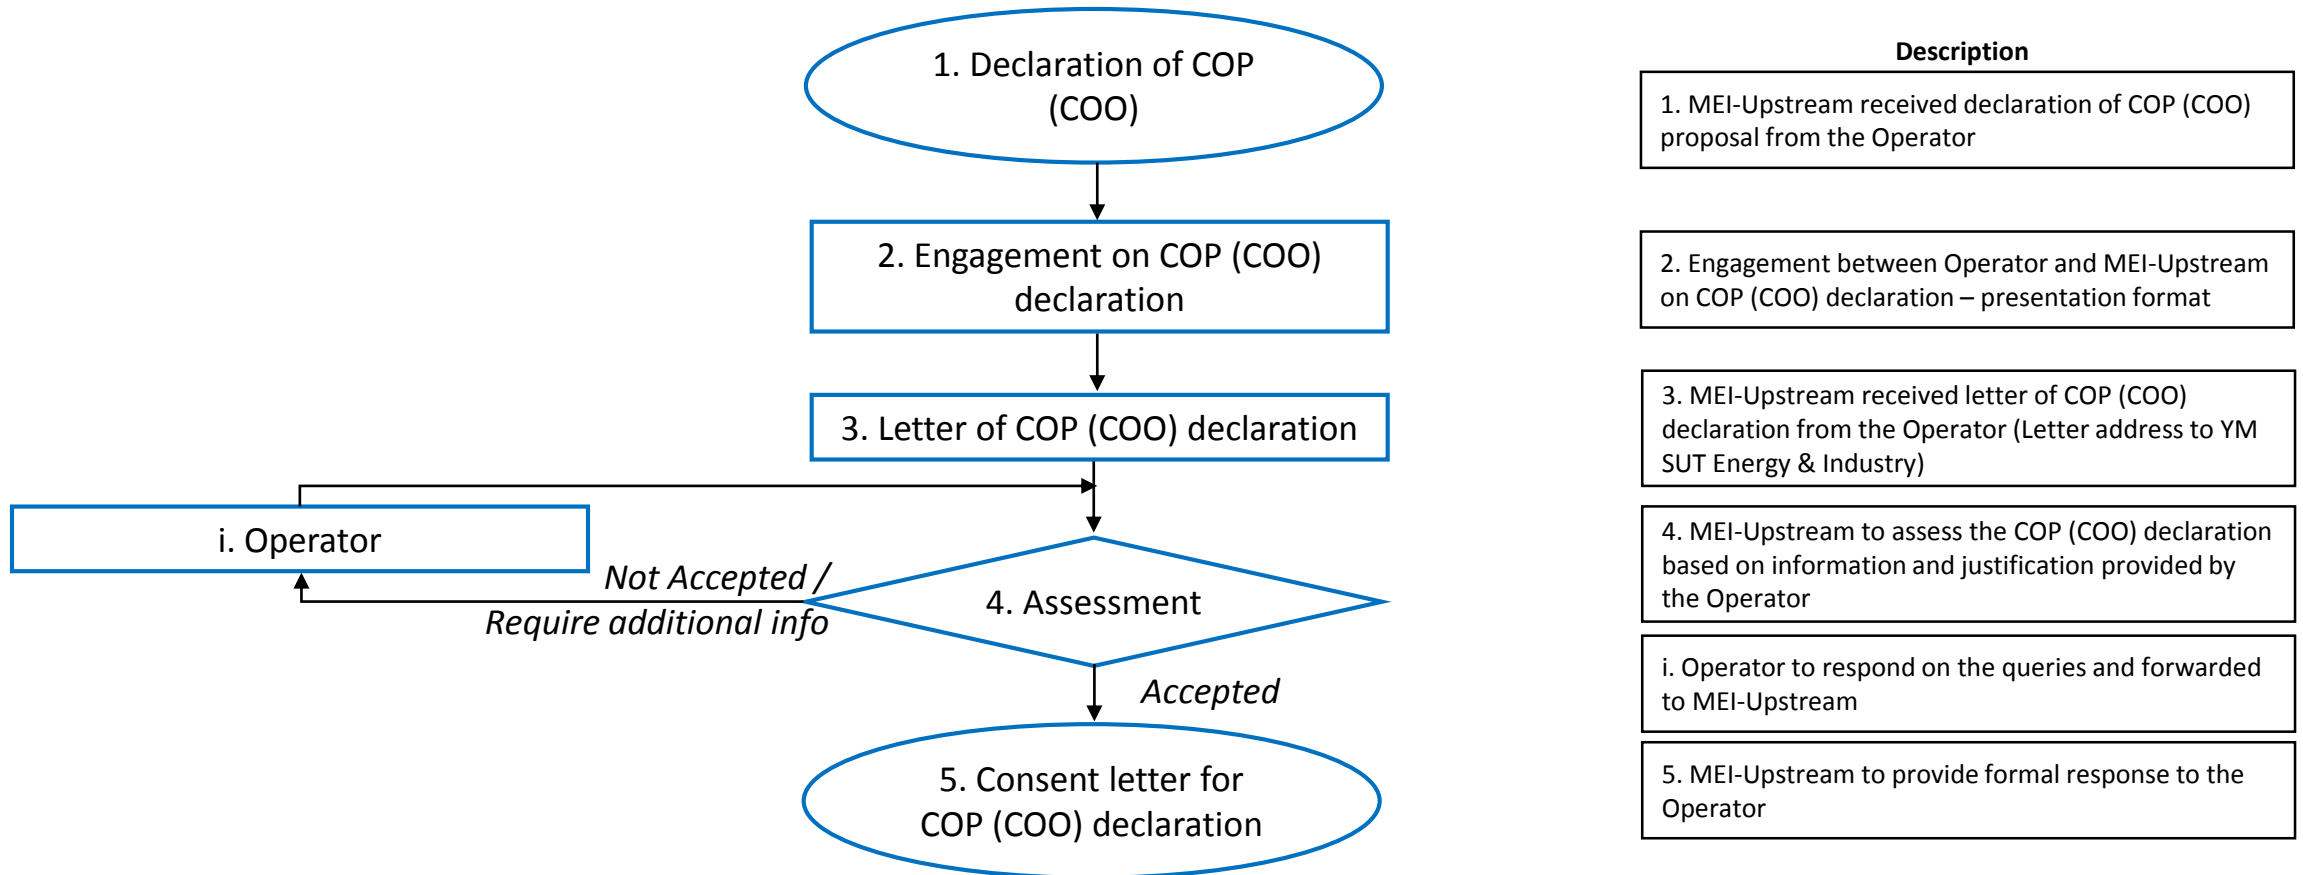 1. Declaration of COP
(COO)
2. Engagement on COP (COO)
declaration
3. Letter of COP (COO) declaration
i. Operator
Not Accepted /
Require additional info
4. Assessment
Accepted
5. Consent letter for
COP (COO) declaration
Description
1. MEI-Upstream received declaration of COP (COO)
proposal from the Operator
2. Engagement between Operator and MEI-Upstream
on COP (COO) declaration – presentation format
3. MEI-Upstream received letter of COP (COO)
declaration from the Operator (Letter address to YM
SUT Energy & Industry)
4. MEI-Upstream to assess the COP (COO) declaration
based on information and justification provided by
the Operator
i. Operator to respond on the queries and forwarded
to MEI-Upstream
5. MEI-Upstream to provide formal response to the
Operator